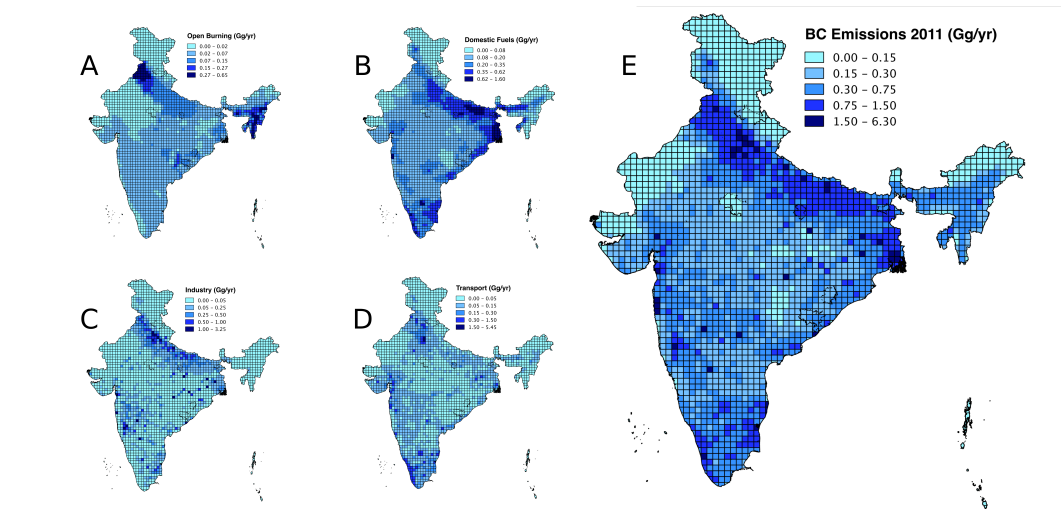 A
Open Burning (Gg/yr)
0.00 – 0.02
0.02 – 0.07
0.07 – 0.15
0.15 – 0.27
0.27 – 0.65
B
Domestic Fuels (Gg/yr)
0.00 – 0.08
0.08 – 0.20
0.20 – 0.35
0.35 – 0.62
0.62 – 1.60
C
Industry (Gg/yr)
0.00 – 0.05
0.05 – 0.25
0.25 – 0.50
0.50 – 1.00
1.00 – 3.25
D
Transport (Gg/yr)
0.00 – 0.05
0.05 – 0.15
0.15 – 0.30
0.30 – 1.50
1.50 – 5.45
E
BC Emissions 2011 (Gg/yr)
0.00 – 0.15
0.15 – 0.30
0.30 – 0.75
0.75 – 1.50
1.50 – 6.30